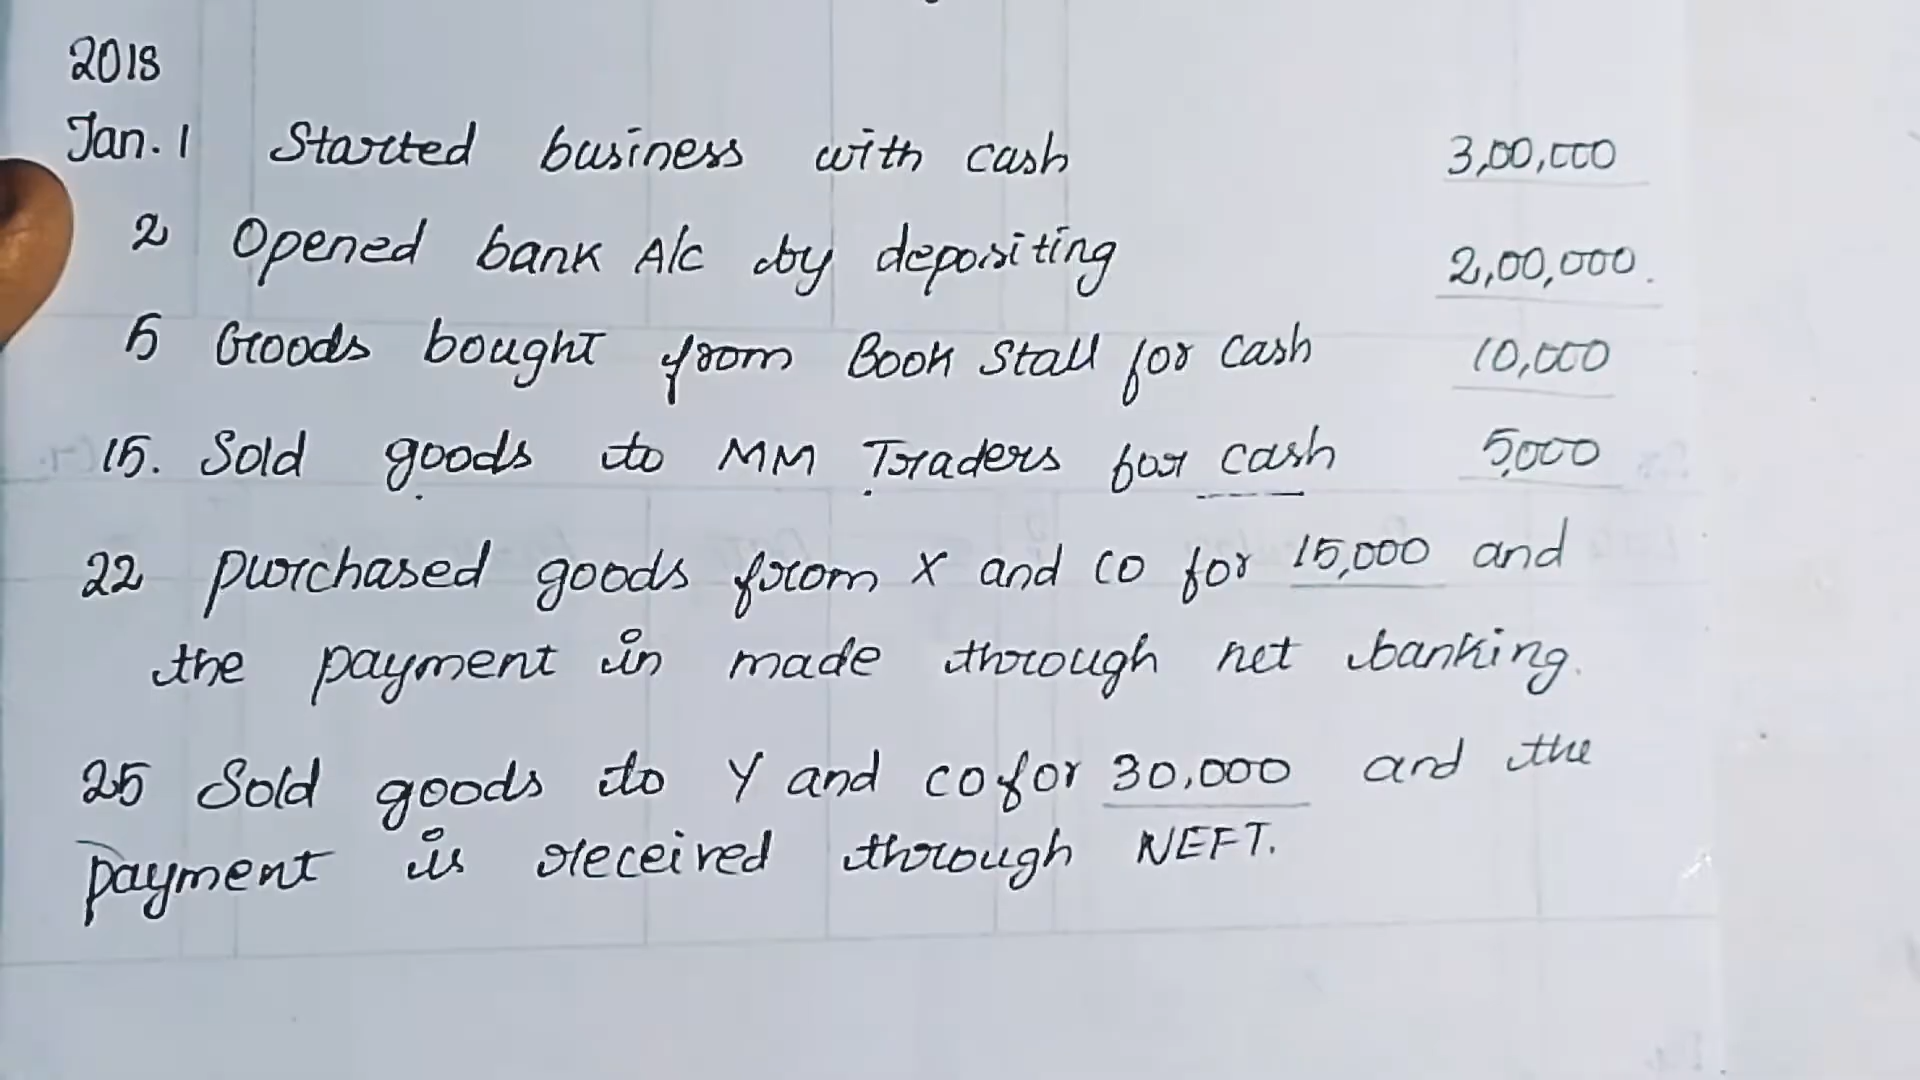 2018
Jan. 1 Started business with cash 3,00,000
2 Opened bank A/c by depositing 2,00,000.
5 Goods bought from Book Stall for cash 10,000
15. Sold goods to MM Traders for cash 5,000
22 purchased goods from X and co for 15,000 and
the payment in made through net banking.
25 Sold goods to Y and co for 30,000 and the
payment is received through NEFT.